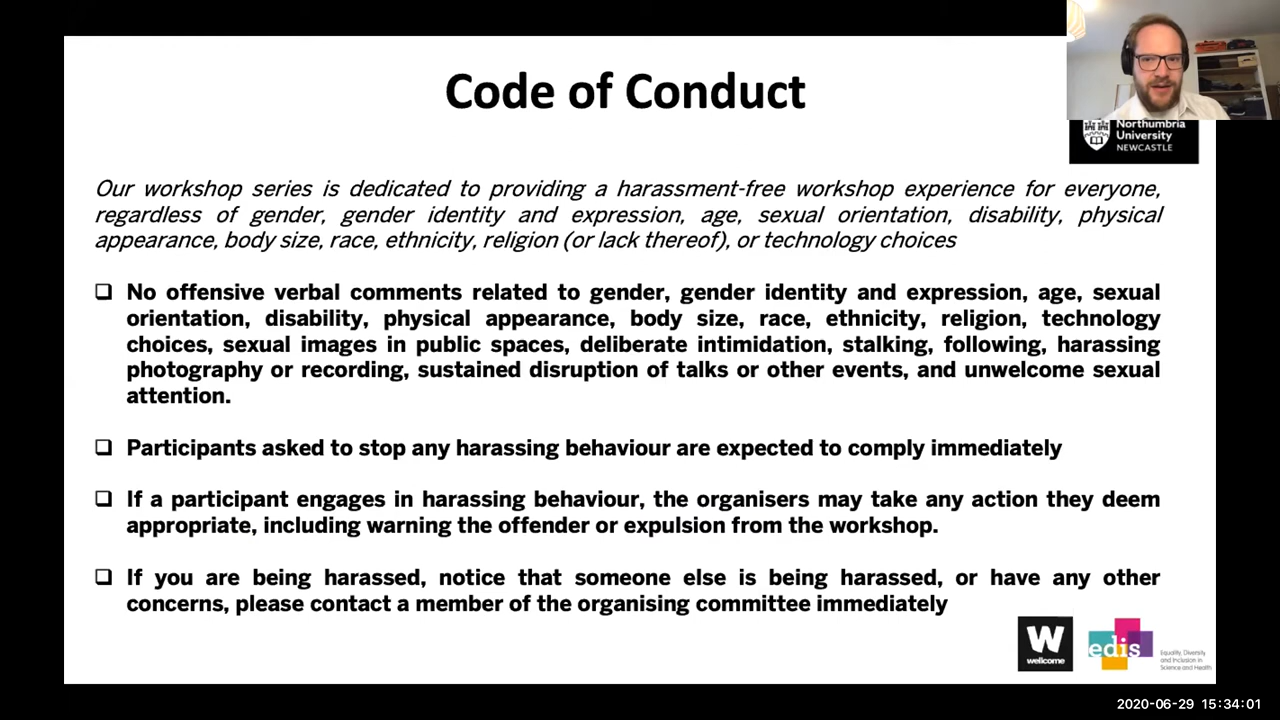 Code of Conduct
Northumbria
University
NEWCASTLE
Our workshop series is dedicated to providing a harassment-free workshop experience for everyone,
regardless of gender, gender identity and expression, age, sexual orientation, disability, physical
appearance, body size, race, ethnicity, religion (or lack thereof), or technology choices
No offensive verbal comments related to gender, gender identity and expression, age, sexual
orientation, disability, physical appearance, body size, race, ethnicity, religion, technology
choices, sexual images in public spaces, deliberate intimidation, stalking, following, harassing
photography or recording, sustained disruption of talks or other events, and unwelcome sexual
attention.
Participants asked to stop any harassing behaviour are expected to comply immediately
If a participant engages in harassing behaviour, the organisers may take any action they deem
appropriate, including warning the offender or expulsion from the workshop.
If you are being harassed, notice that someone else is being harassed, or have any other
concerns, please contact a member of the organising committee immediately
W
wellcome
edis
Equality, Diversity
and Inclusion in
Science and Health
2020-06-29 15:34:01